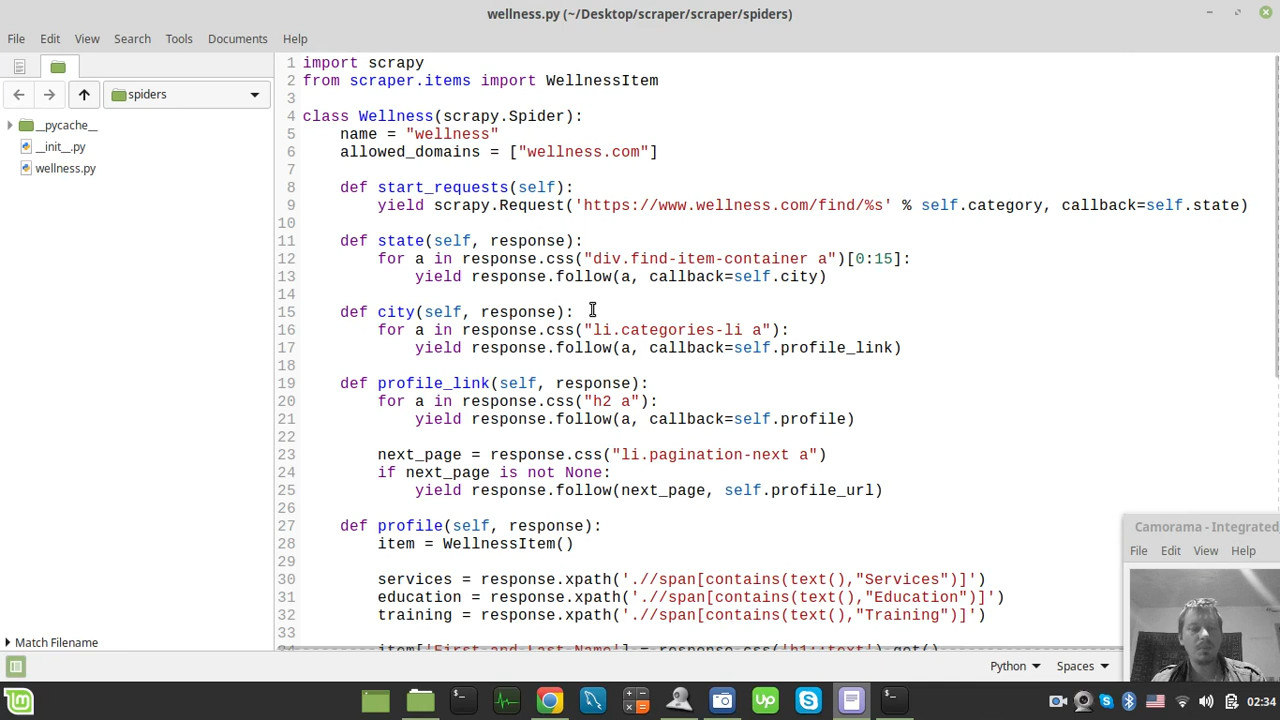 wellness.py (~/Desktop/scraper/scraper/spiders)
File Edit View Search Tools Documents Help
spiders
__pycache__
__init__.py
wellness.py
Match Filename
1 import scrapy
2 from scraper.items import WellnessItem
3
4 class Wellness(scrapy.Spider):
5 name = "wellness"
6 allowed_domains = ["wellness.com"]
7
8 def start_requests(self):
9 yield scrapy.Request('https://www.wellness.com/find/%s' % self.category, callback=self.state)
10
11 def state(self, response):
12 for a in response.css("div.find-item-container a")[0:15]:
13 yield response.follow(a, callback=self.city)
14
15 def city(self, response):
16 for a in response.css("li.categories-li a"):
17 yield response.follow(a, callback=self.profile_link)
18
19 def profile_link(self, response):
20 for a in response.css("h2 a"):
21 yield response.follow(a, callback=self.profile)
22
23 next_page = response.css("li.pagination-next a")
24 if next_page is not None:
25 yield response.follow(next_page, self.profile_url)
26
27 def profile(self, response):
28 item = WellnessItem()
29
30 services = response.xpath('.//span[contains(text(),"Services")]')
31 education = response.xpath('.//span[contains(text(),"Education")]')
32 training = response.xpath('.//span[contains(text(),"Training")]')
33
34 item['First and Last Name'] = response.css('h1::text').get()
Camorama - Integrated
File Edit View Help
Python Spaces
Up
02:34